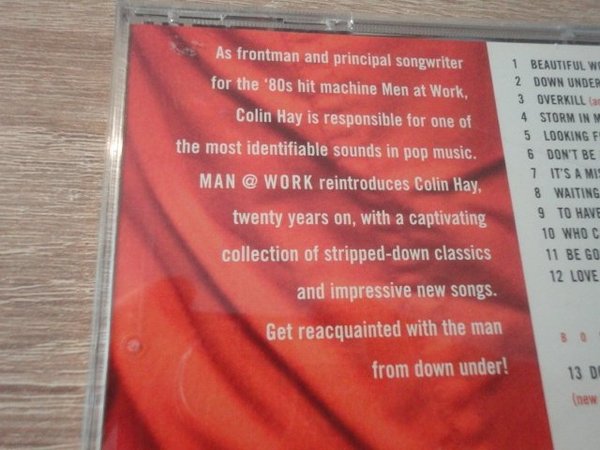 As frontman and principal songwriter
for the '80s hit machine Men at Work,
Colin Hay is responsible for one of
the most identifiable sounds in pop music.
MAN @ WORK reintroduces Colin Hay,
twenty years on, with a captivating
collection of stripped-down classics
and impressive new songs.
Get reacquainted with the man
from down under!
1 BEAUTIFUL
2 DOWN UNDER
3 OVERKILL
4 STORM IN
5 LOOKING
6 DON'T BE
7 IT'S A
8 WAITING
9 TO HAVE
10 WHO
11 BE
12 LOVE
13
(new